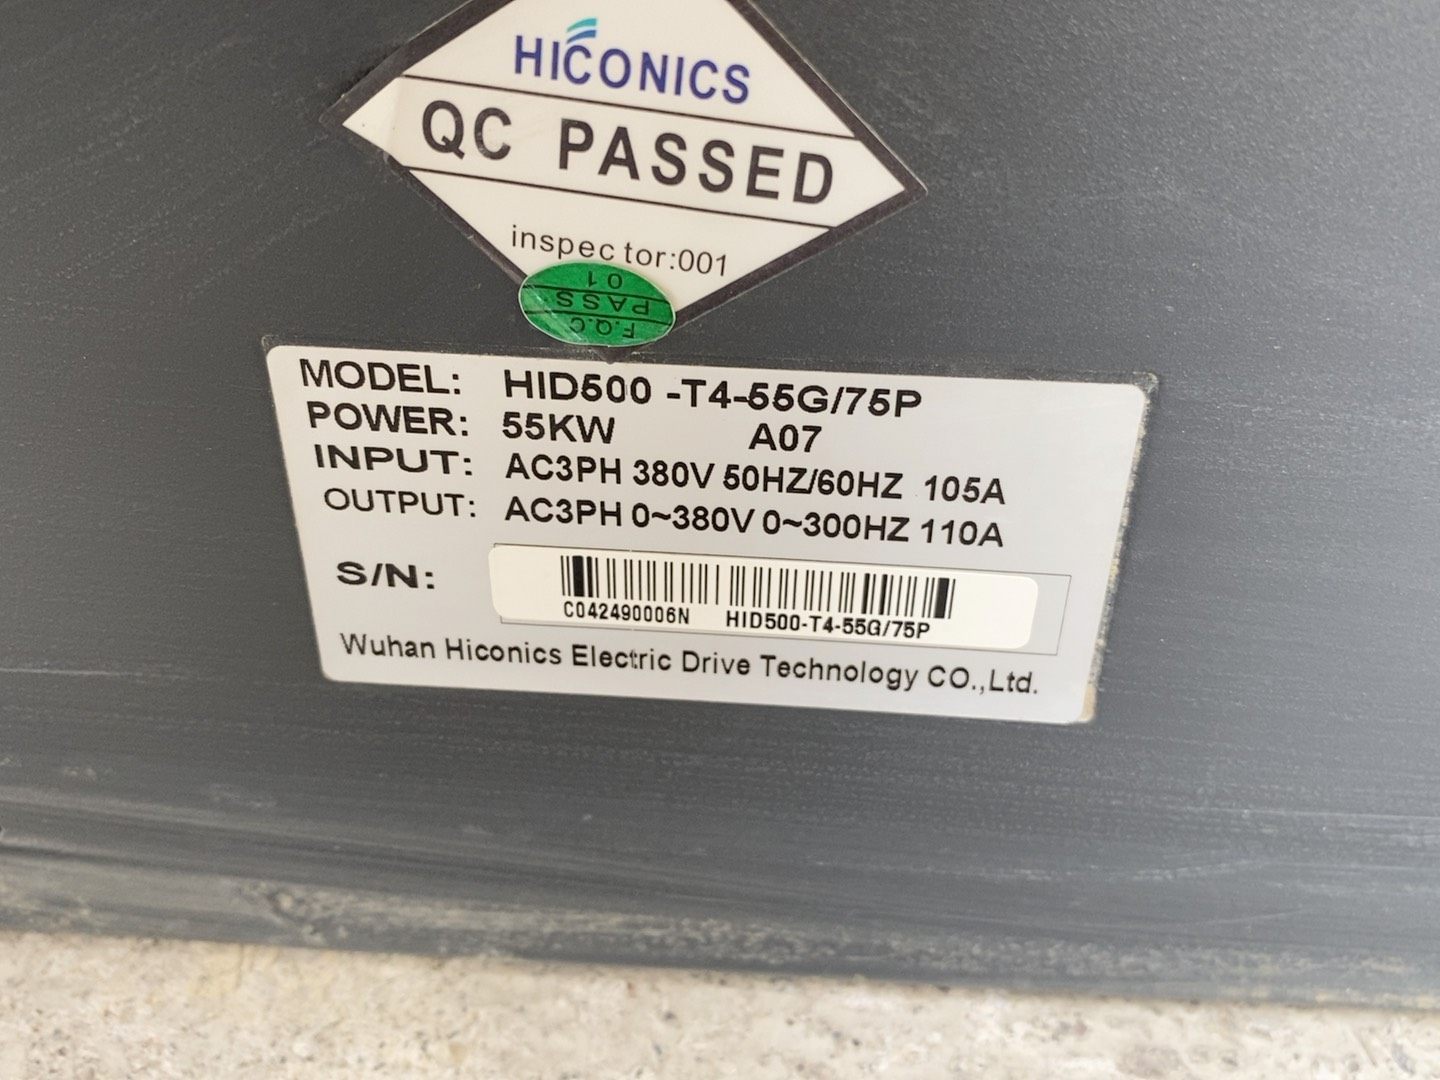 HICONICS
QC PASSED
inspector:001
F.Q.C.
PASS
01
MODEL: HID500 -T4-55G/75P
POWER: 55KW A07
INPUT: AC3PH 380V 50HZ/60HZ 105A
OUTPUT: AC3PH 0~380V 0~300HZ 110A
S/N:
C042490006N HID500-T4-55G/75P
Wuhan Hiconics Electric Drive Technology CO.,Ltd.